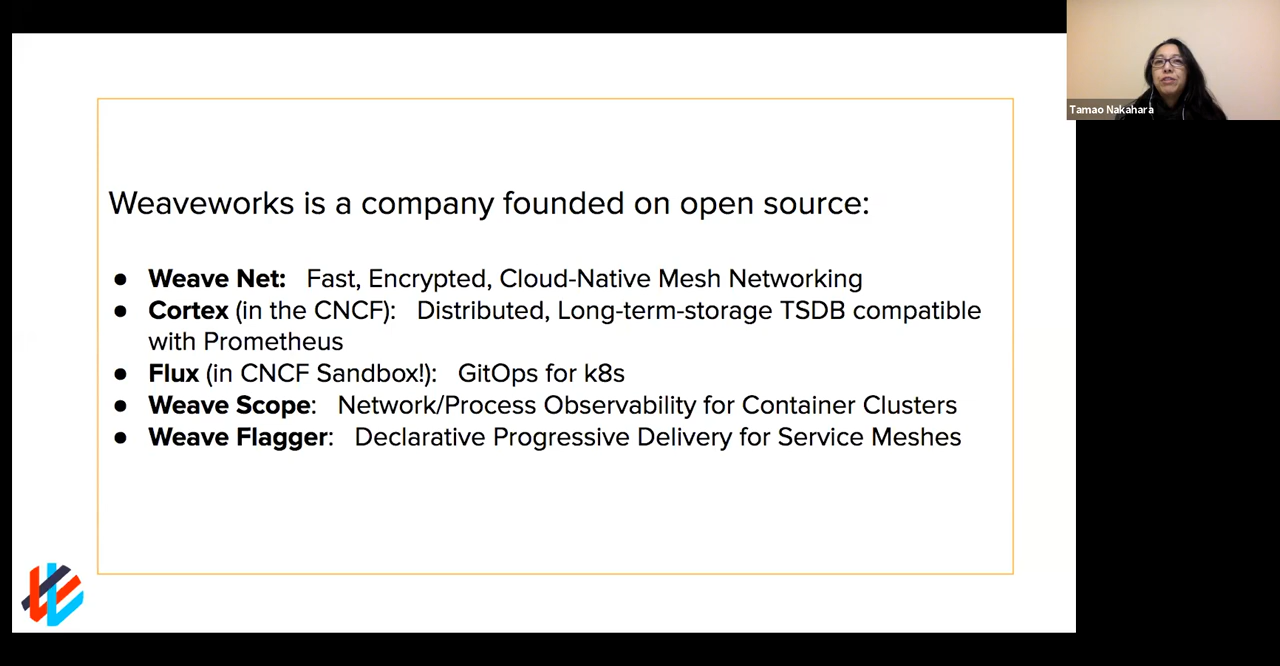 Tamao Nakahara
Weaveworks is a company founded on open source:
● Weave Net: Fast, Encrypted, Cloud-Native Mesh Networking
● Cortex (in the CNCF): Distributed, Long-term-storage TSDB compatible
with Prometheus
● Flux (in CNCF Sandbox!): GitOps for k8s
● Weave Scope: Network/Process Observability for Container Clusters
● Weave Flagger: Declarative Progressive Delivery for Service Meshes